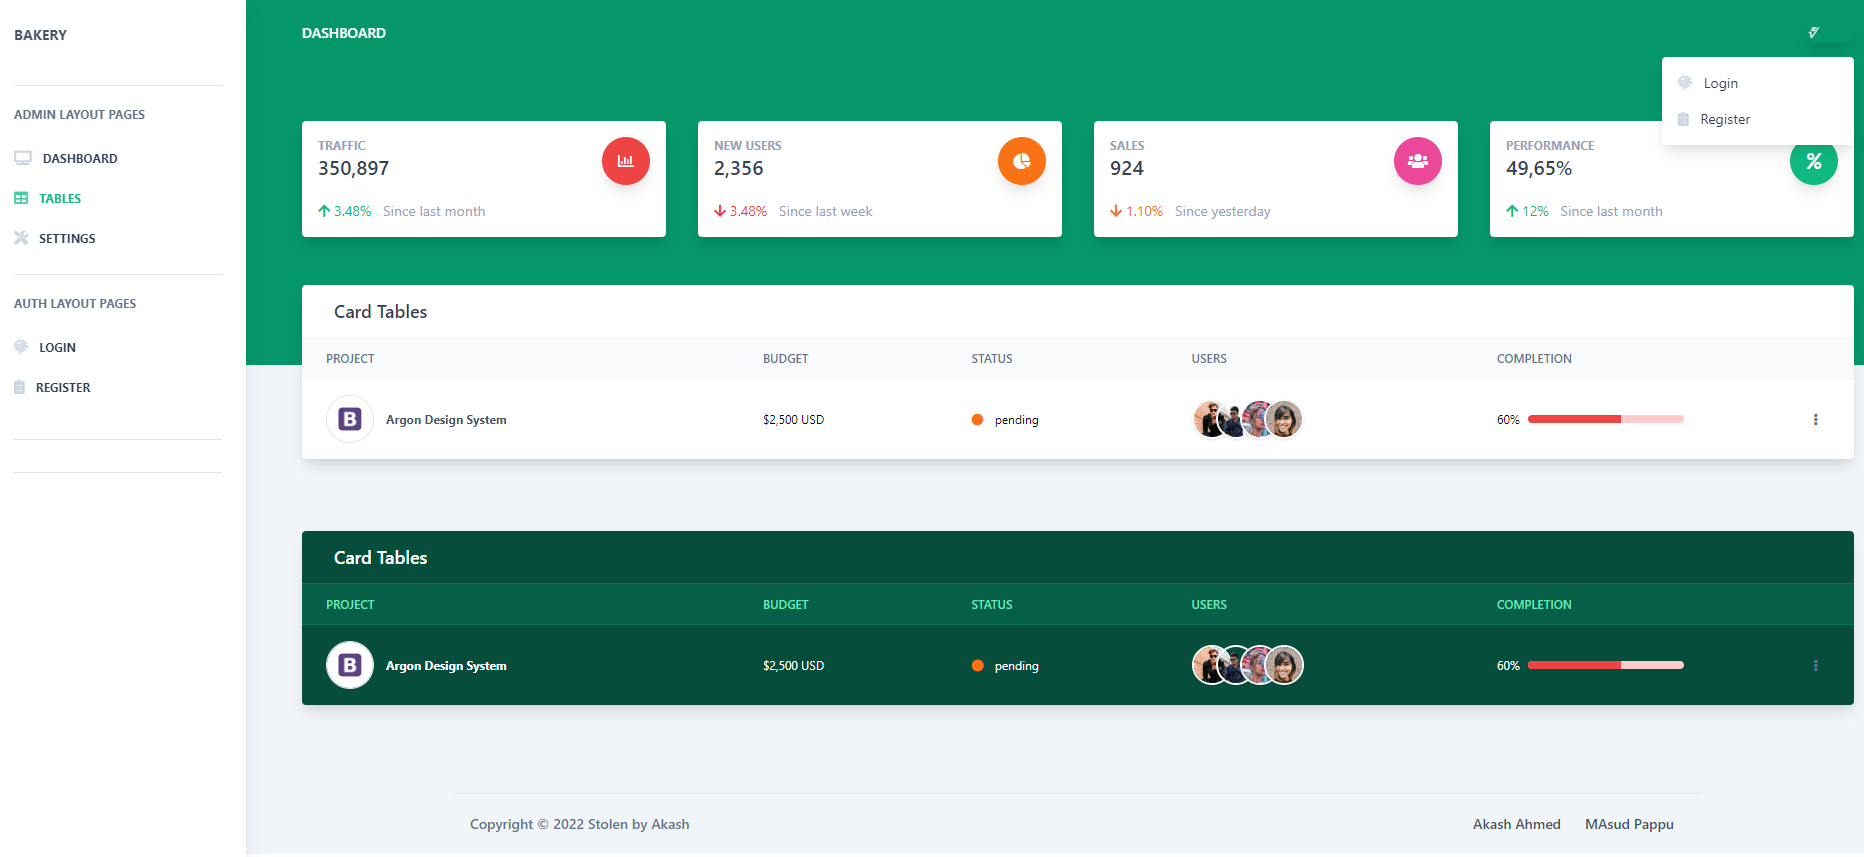 BAKERY
ADMIN LAYOUT PAGES
DASHBOARD
TABLES
SETTINGS
AUTH LAYOUT PAGES
LOGIN
REGISTER
DASHBOARD
Login
Register
TRAFFIC
350,897
3.48% Since last month
NEW USERS
2,356
3.48% Since last week
SALES
924
1.10% Since yesterday
PERFORMANCE
49,65%
12% Since last month
%
Card Tables
PROJECT BUDGET STATUS USERS COMPLETION
B Argon Design System $2,500 USD pending 60%
Card Tables
PROJECT BUDGET STATUS USERS COMPLETION
B Argon Design System $2,500 USD pending 60%
Copyright © 2022 Stolen by Akash
Akash Ahmed MAsud Pappu